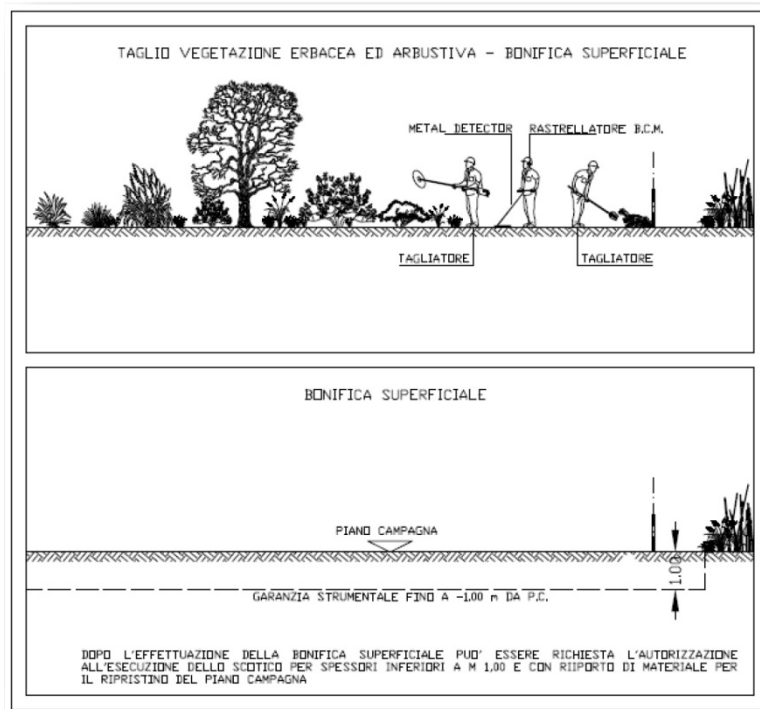 TAGLIO VEGETAZIONE ERBACEA ED ARBUSTIVA - BONIFICA SUPERFICIALE
METAL DETECTOR
RASTRELLATORE B.C.M.
TAGLIATORE
TAGLIATORE
BONIFICA SUPERFICIALE
PIANO CAMPAGNA
1.00
GARANZIA STRUMENTALE FINO A -1.00 m DA P.C.
DOPO L'EFFETTUAZIONE DELLA BONIFICA SUPERFICIALE PUO' ESSERE RICHIESTA L'AUTORIZZAZIONE
ALL'ESECUZIONE DELLO SCOTICO PER SPESSORI INFERIORI A M 1,00 E CON RIIPORTO DI MATERIALE PER
IL RIPRISTINO DEL PIANO CAMPAGNA